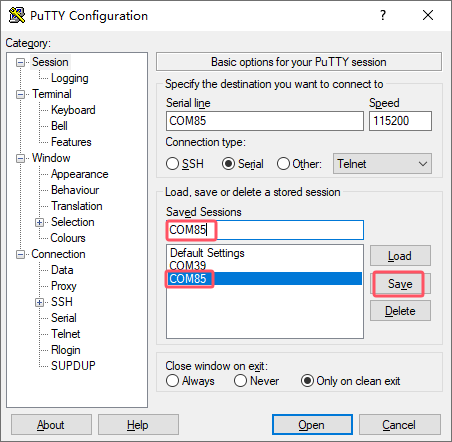 PuTTY Configuration
?
Category:
Session
Logging
Terminal
Keyboard
Bell
Features
Window
Appearance
Behaviour
Translation
Selection
Colours
Connection
Data
Proxy
SSH
Serial
Telnet
Rlogin
SUPDUP
Basic options for your PuTTY session
Specify the destination you want to connect to
Serial line Speed
COM85 115200
Connection type:
SSH Serial Other: Telnet
Load, save or delete a stored session
Saved Sessions
COM85
Default Settings
COM39
COM85
Load
Save
Delete
Close window on exit:
Always Never Only on clean exit
About Help Open Cancel